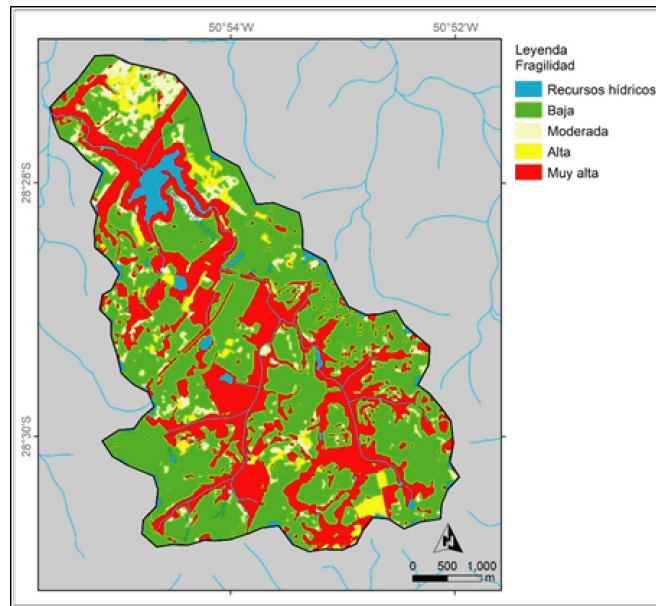 50°54'W 50°52'W
Leyenda
Fragilidad
Recursos hídricos
Baja
Moderada
Alta
Muy alta
28°28'S
28°30'S
N
0 500 1,000
m